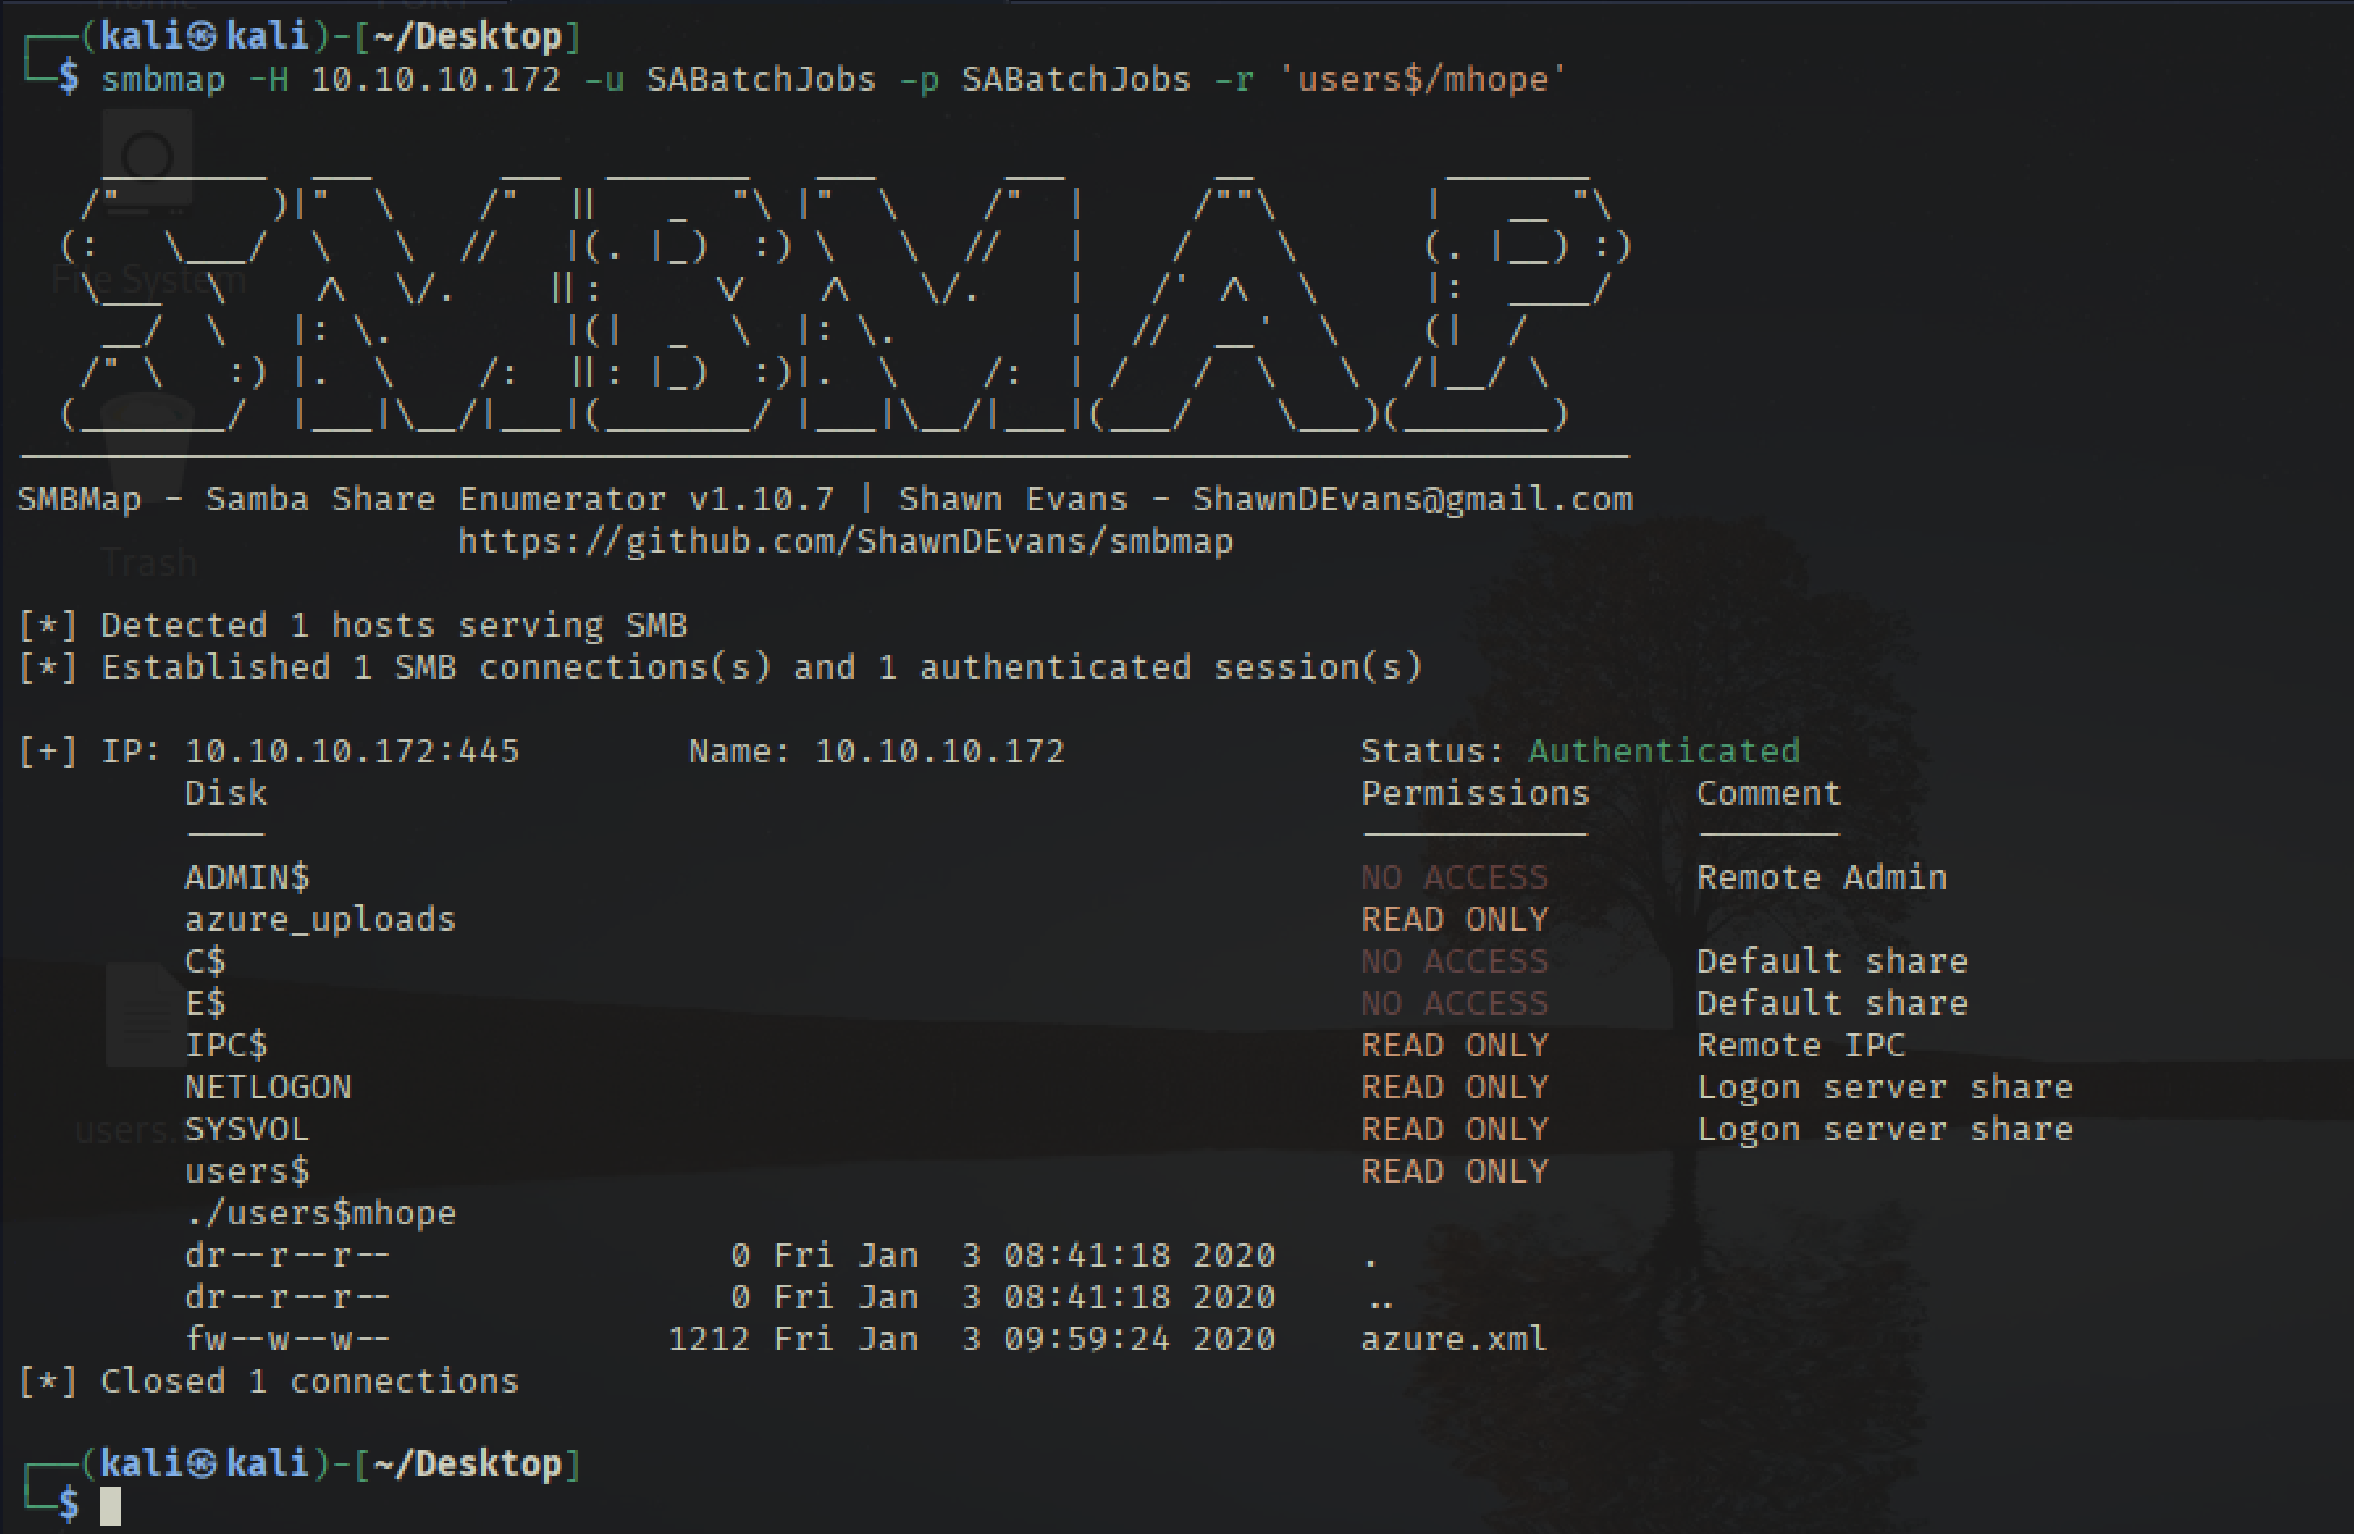 ┌──(kali㉿kali)-[~/Desktop]
└─$ smbmap -H 10.10.10.172 -u SABatchJobs -p SABatchJobs -r 'users$/mhope'
SMBMap - Samba Share Enumerator v1.10.7 | Shawn Evans - ShawnDEvans@gmail.com
https://github.com/ShawnDEvans/smbmap
[*] Detected 1 hosts serving SMB
[*] Established 1 SMB connections(s) and 1 authenticated session(s)
[+] IP: 10.10.10.172:445 Name: 10.10.10.172 Status: Authenticated
Disk Permissions Comment
---- ----------- -------
ADMIN$ NO ACCESS Remote Admin
azure_uploads READ ONLY
C$ NO ACCESS Default share
E$ NO ACCESS Default share
IPC$ READ ONLY Remote IPC
NETLOGON READ ONLY Logon server share
SYSVOL READ ONLY Logon server share
users$ READ ONLY
./users$mhope
dr--r--r-- 0 Fri Jan 3 08:41:18 2020 .
dr--r--r-- 0 Fri Jan 3 08:41:18 2020 ..
fw--w--w-- 1212 Fri Jan 3 09:59:24 2020 azure.xml
[*] Closed 1 connections
┌──(kali㉿kali)-[~/Desktop]
└─$
File System
Trash